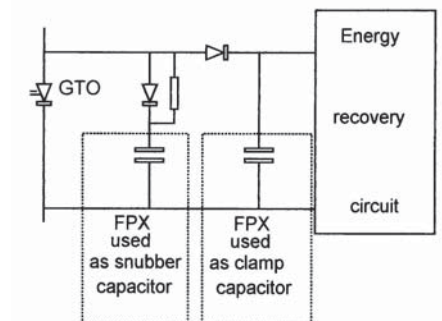 Energy
GTO
recovery
circuit
FPX
used
as snubber
capacitor
FPX
used
as clamp
capacitor